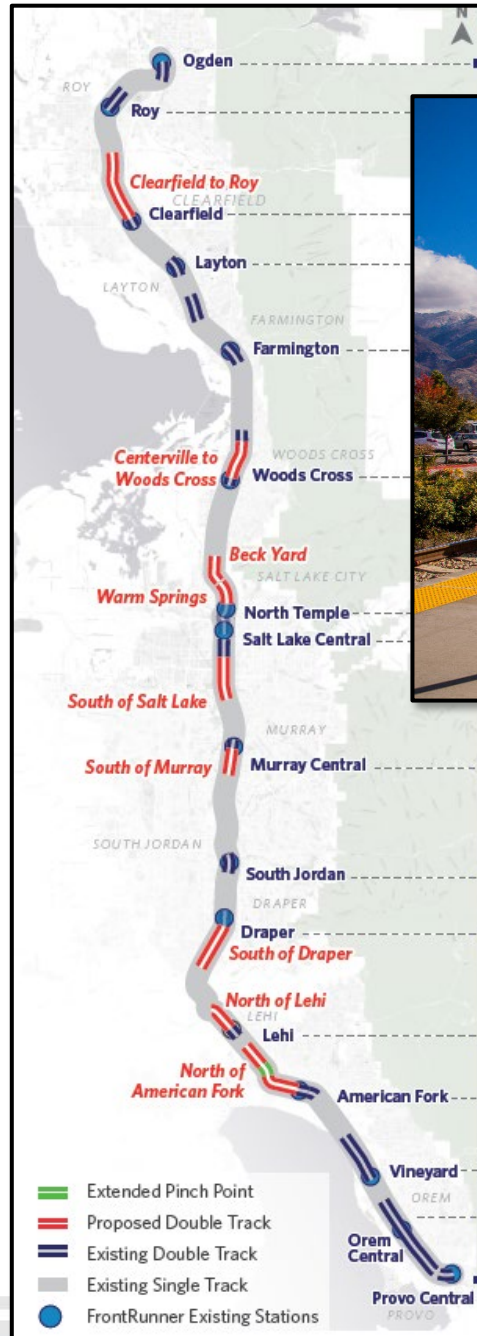 N
Ogden
ROY
Roy
Clearfield to Roy
CLEARFIELD
Clearfield
Layton
LAYTON
FARMINGTON
Farmington
Centerville to
Woods Cross
WOODS CROSS
Woods Cross
Beck Yard
SALT LAKE CITY
Warm Springs
North Temple
Salt Lake Central
South of Salt Lake
MURRAY
South of Murray
Murray Central
SOUTH JORDAN
South Jordan
DRAPER
Draper
South of Draper
North of Lehi
LEHI
Lehi
North of
American Fork
American Fork
Vineyard
OREM
Orem
Central
Provo Central
PROVO
Extended Pinch Point
Proposed Double Track
Existing Double Track
Existing Single Track
FrontRunner Existing Stations